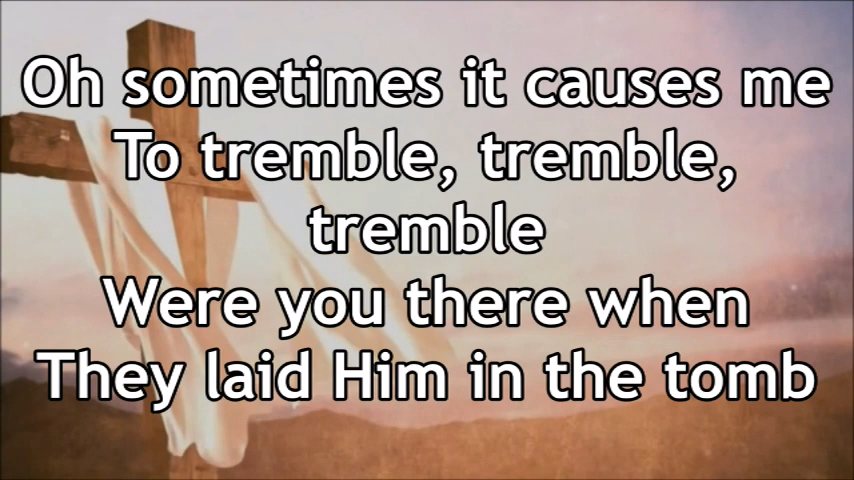 Oh sometimes it causes me
To tremble, tremble,
tremble
Were you there when
They laid Him in the tomb